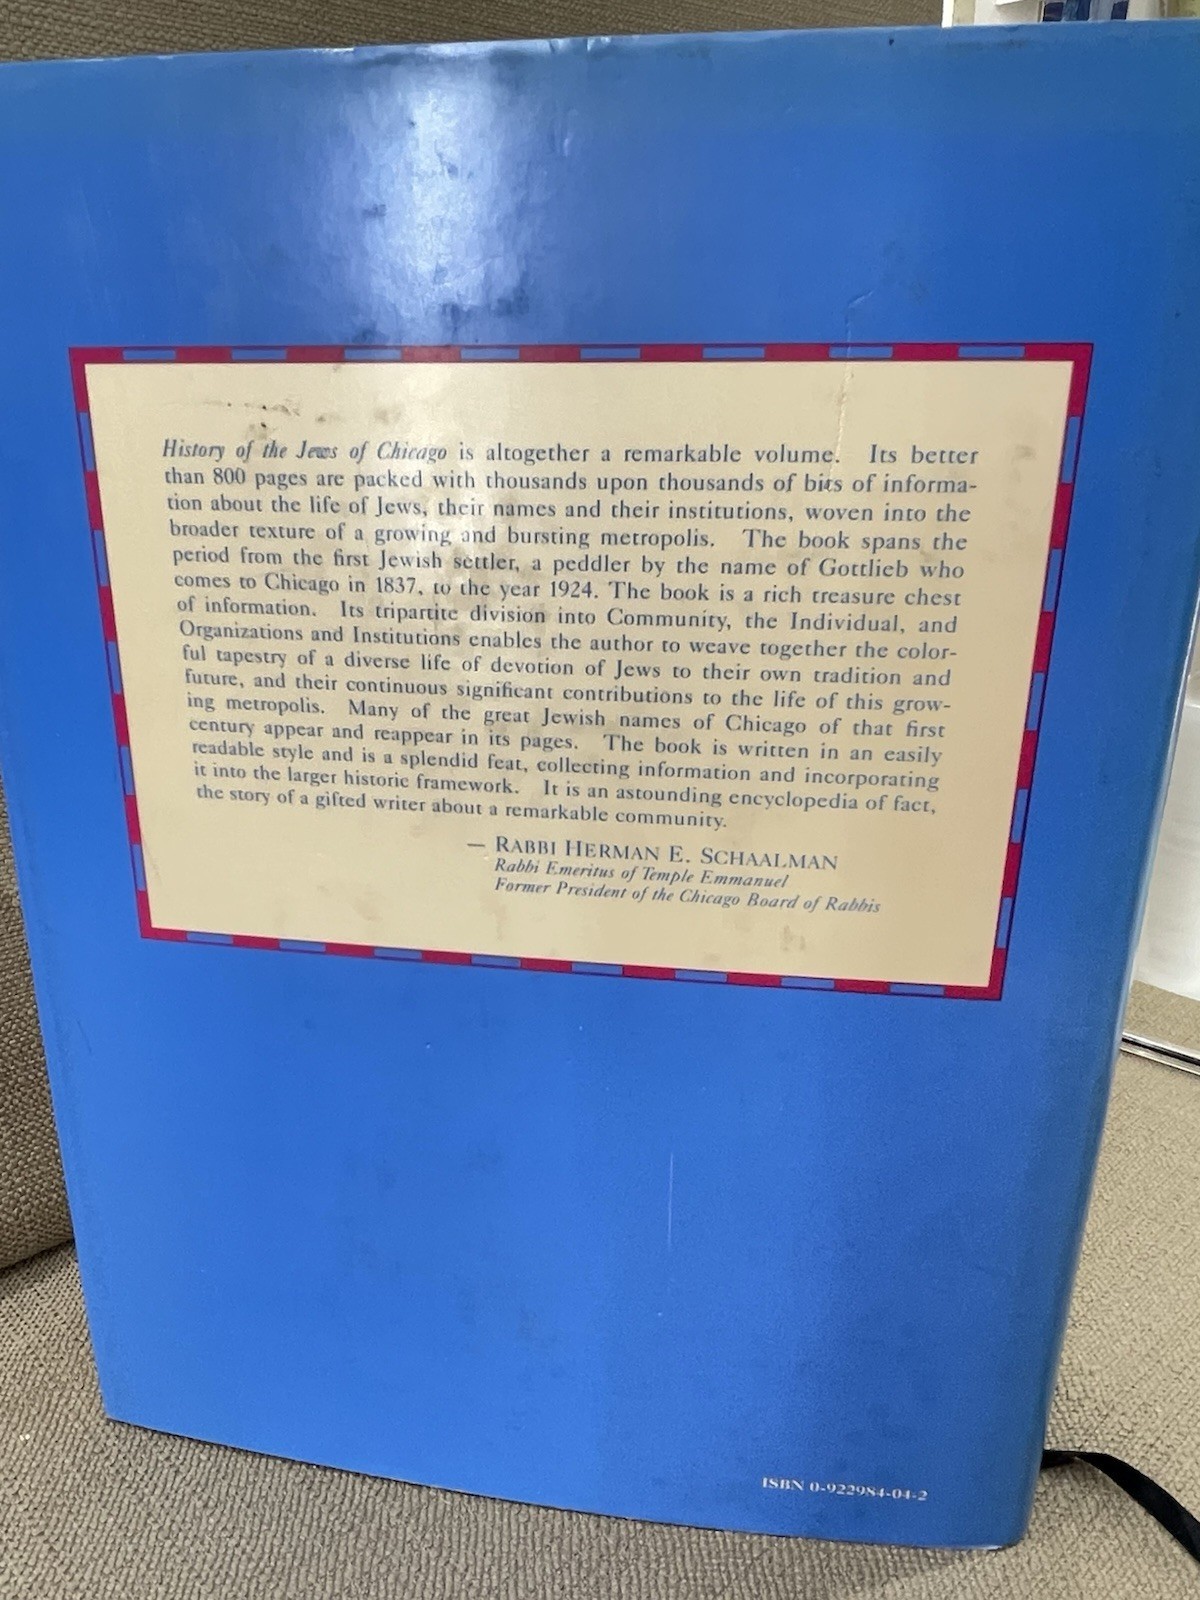 History of the Jews of Chicago is altogether a remarkable volume. Its better
than 800 pages are packed with thousands upon thousands of bits of informa-
tion about the life of Jews, their names and their institutions, woven into the
broader texture of a growing and bursting metropolis. The book spans the
period from the first Jewish settler, a peddler by the name of Gottlieb who
comes to Chicago in 1837, to the year 1924. The book is a rich treasure chest
of information. Its tripartite division into Community, the Individual, and
Organizations and Institutions enables the author to weave together the color-
ful tapestry of a diverse life of devotion of Jews to their own tradition and
future, and their continuous significant contributions to the life of this grow-
ing metropolis. Many of the great Jewish names of Chicago of that first
century appear and reappear in its pages. The book is written in an easily
readable style and is a splendid feat, collecting information and incorporating
it into the larger historic framework. It is an astounding encyclopedia of fact,
the story of a gifted writer about a remarkable community.
— RABBI HERMAN E. SCHAALMAN
Rabbi Emeritus of Temple Emmanuel
Former President of the Chicago Board of Rabbis
ISBN 0-922984-04-2